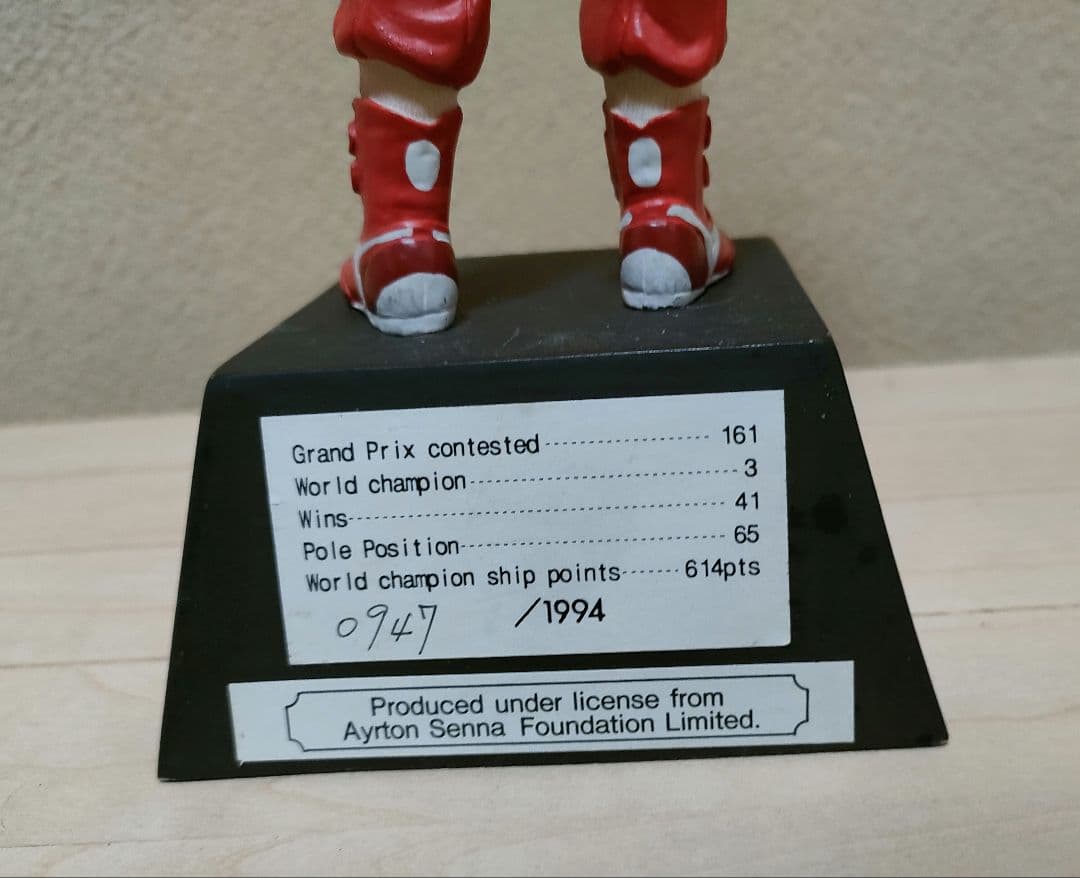 Grand Prix contested 161
World champion 3
Wins 41
Pole Position 65
World champion ship points 614pts
0947 /1994
Produced under license from
Ayrton Senna Foundation Limited.